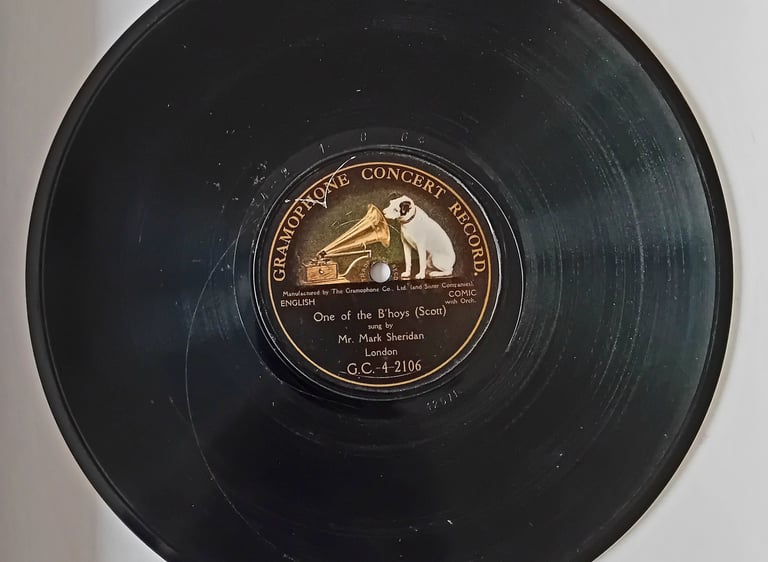 GRAMOPHONE CONCERT RECORD.
Manufactured by The Gramophone Co., Ltd. (and Sister Companies).
ENGLISH
COMIC
with Orch.
One of the B'hoys (Scott)
sung by
Mr. Mark Sheridan
London
G.C.-4-2106